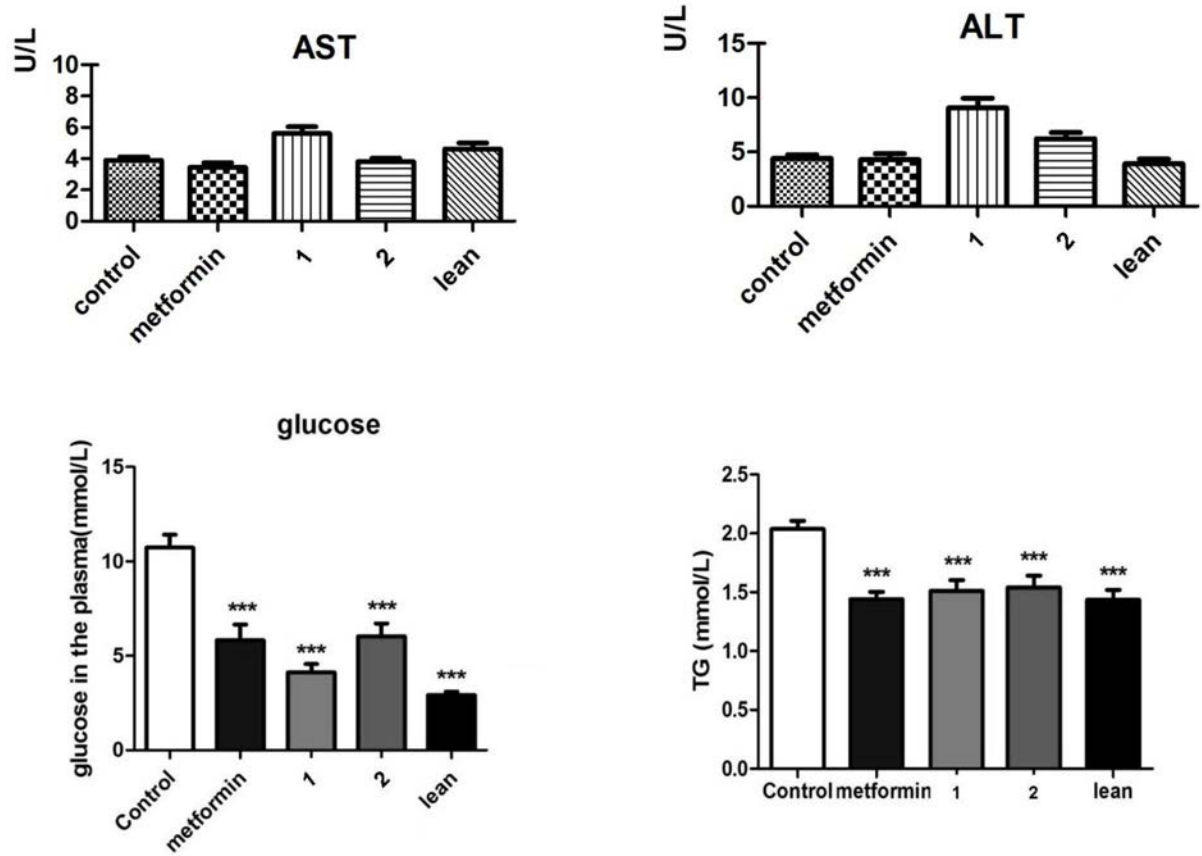 AST
U/L
10
8
6
4
2
0
control
metformin
1
2
lean
ALT
U/L
15
10
5
0
control
metformin
1
2
lean
glucose
glucose in the plasma(mmol/L)
15
10
5
0
***
***
***
***
Control
metformin
1
2
lean
TG (mmol/L)
2.5
2.0
1.5
1.0
0.5
0.0
***
***
***
***
Control metformin 1 2 lean